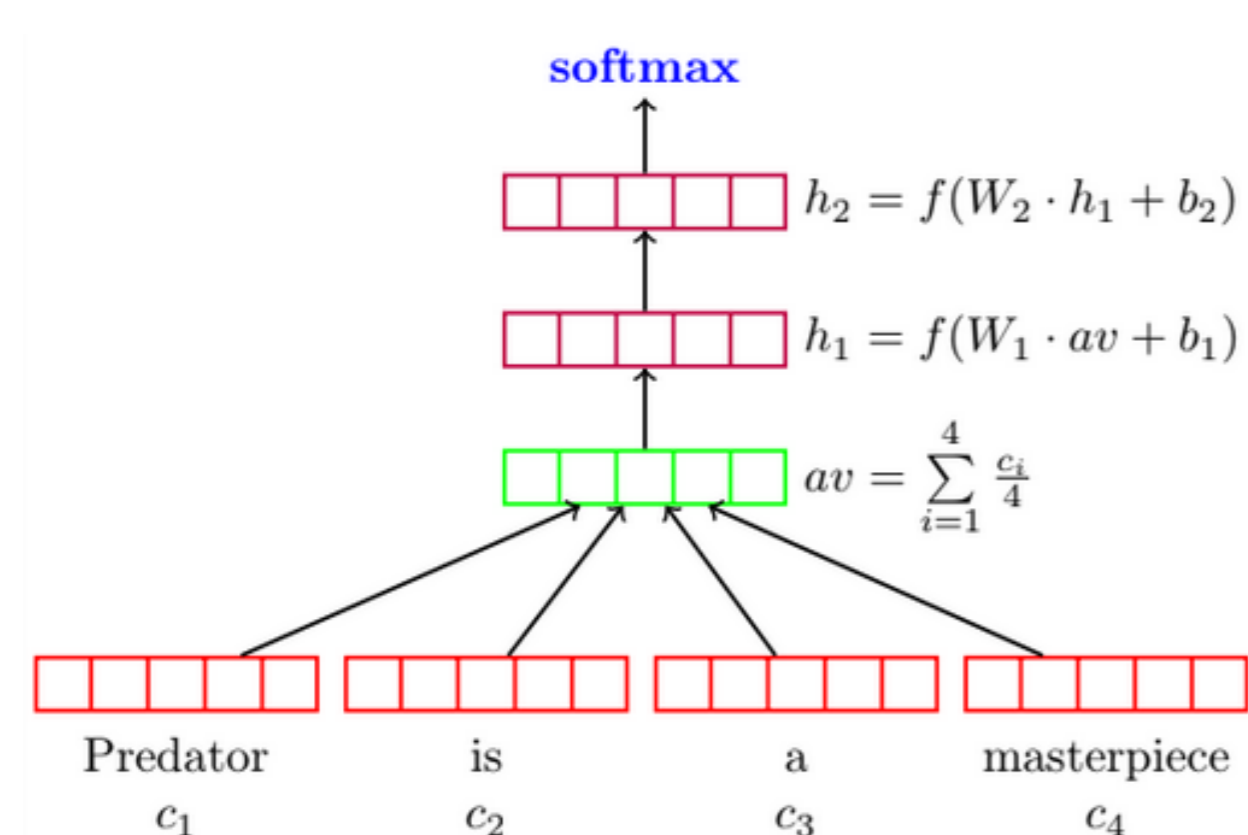 softmax
h₂ = f(W₂ · h₁ + b₂)
h₁ = f(W₁ · av + b₁)
av = ∑_{i=1}^{4} c_i/4
Predator is a masterpiece
c₁ c₂ c₃ c₄